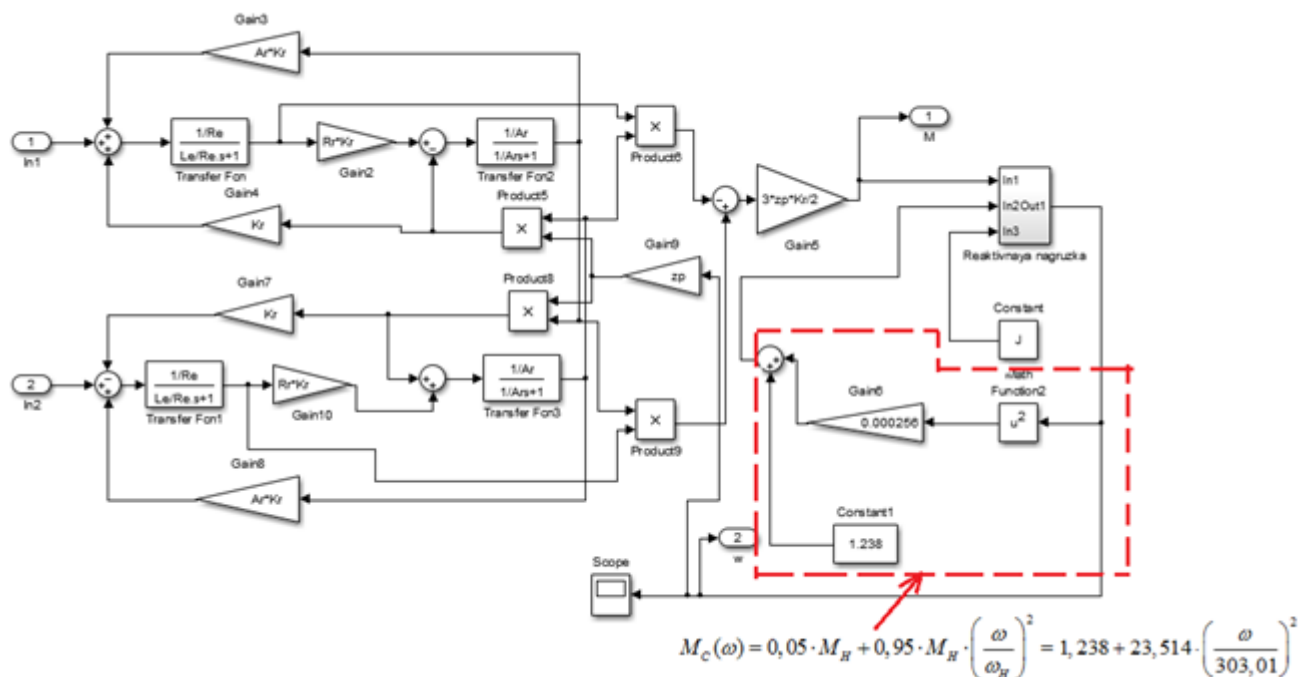 Gain3
Ar*Kr
1
In1
1/Re
Le/Re.s+1
Transfer Fcn
Rr*Kr
Gain2
1/Ar
1/Ars+1
Transfer Fcn2
×
Product6
1
M
Gain4
Kr
Product5
×
3*zp*Kr/2
Gain5
In1
In2Out1
In3
Reaktivnaya nagruzka
Gain9
zp
Gain7
Kr
Product8
×
Constant
J
2
In2
1/Re
Le/Re.s+1
Transfer Fcn1
Rr*Kr
Gain10
1/Ar
1/Ars+1
Transfer Fcn3
×
Product9
Math
Function2
u²
Gain6
0.000256
Gain8
Ar*Kr
Constant1
1.238
2
w
Scope
M_C(ω) = 0,05 · M_H + 0,95 · M_H · (ω/ω_H)² = 1,238 + 23,514 · (ω/303,01)²